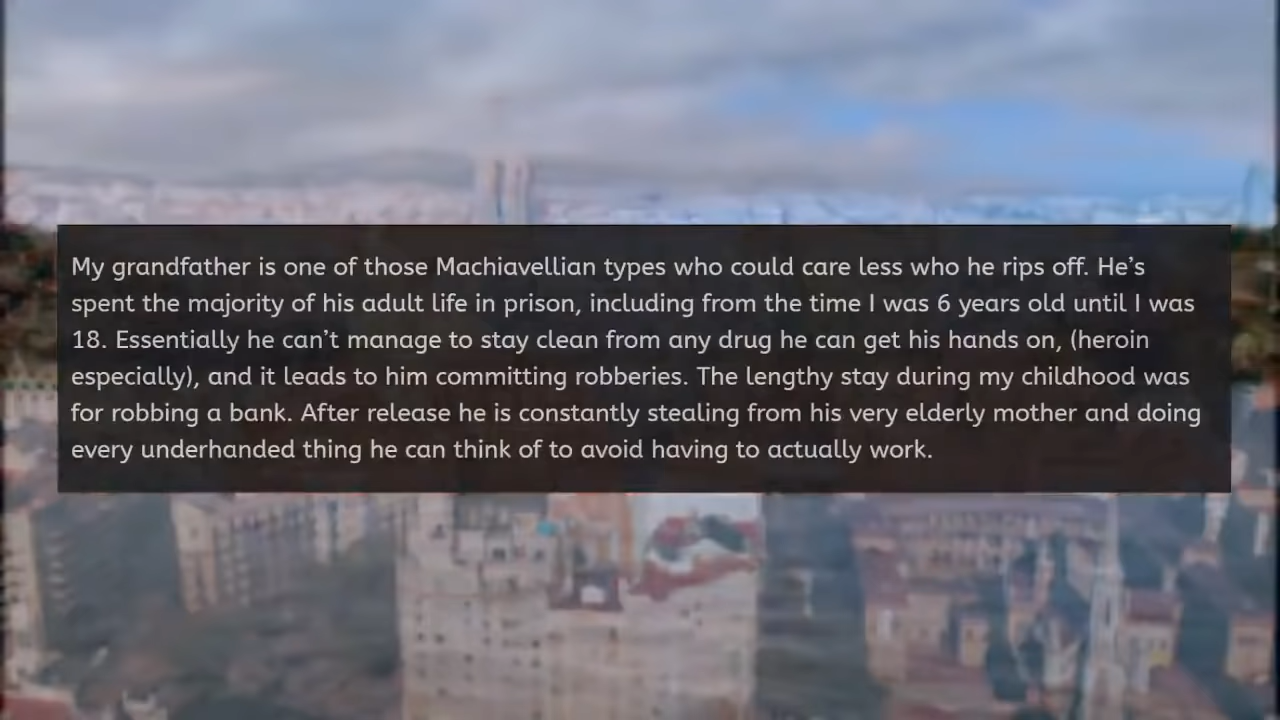 My grandfather is one of those Machiavellian types who could care less who he rips off. He’s
spent the majority of his adult life in prison, including from the time I was 6 years old until I was
18. Essentially he can’t manage to stay clean from any drug he can get his hands on, (heroin
especially), and it leads to him committing robberies. The lengthy stay during my childhood was
for robbing a bank. After release he is constantly stealing from his very elderly mother and doing
every underhanded thing he can think of to avoid having to actually work.